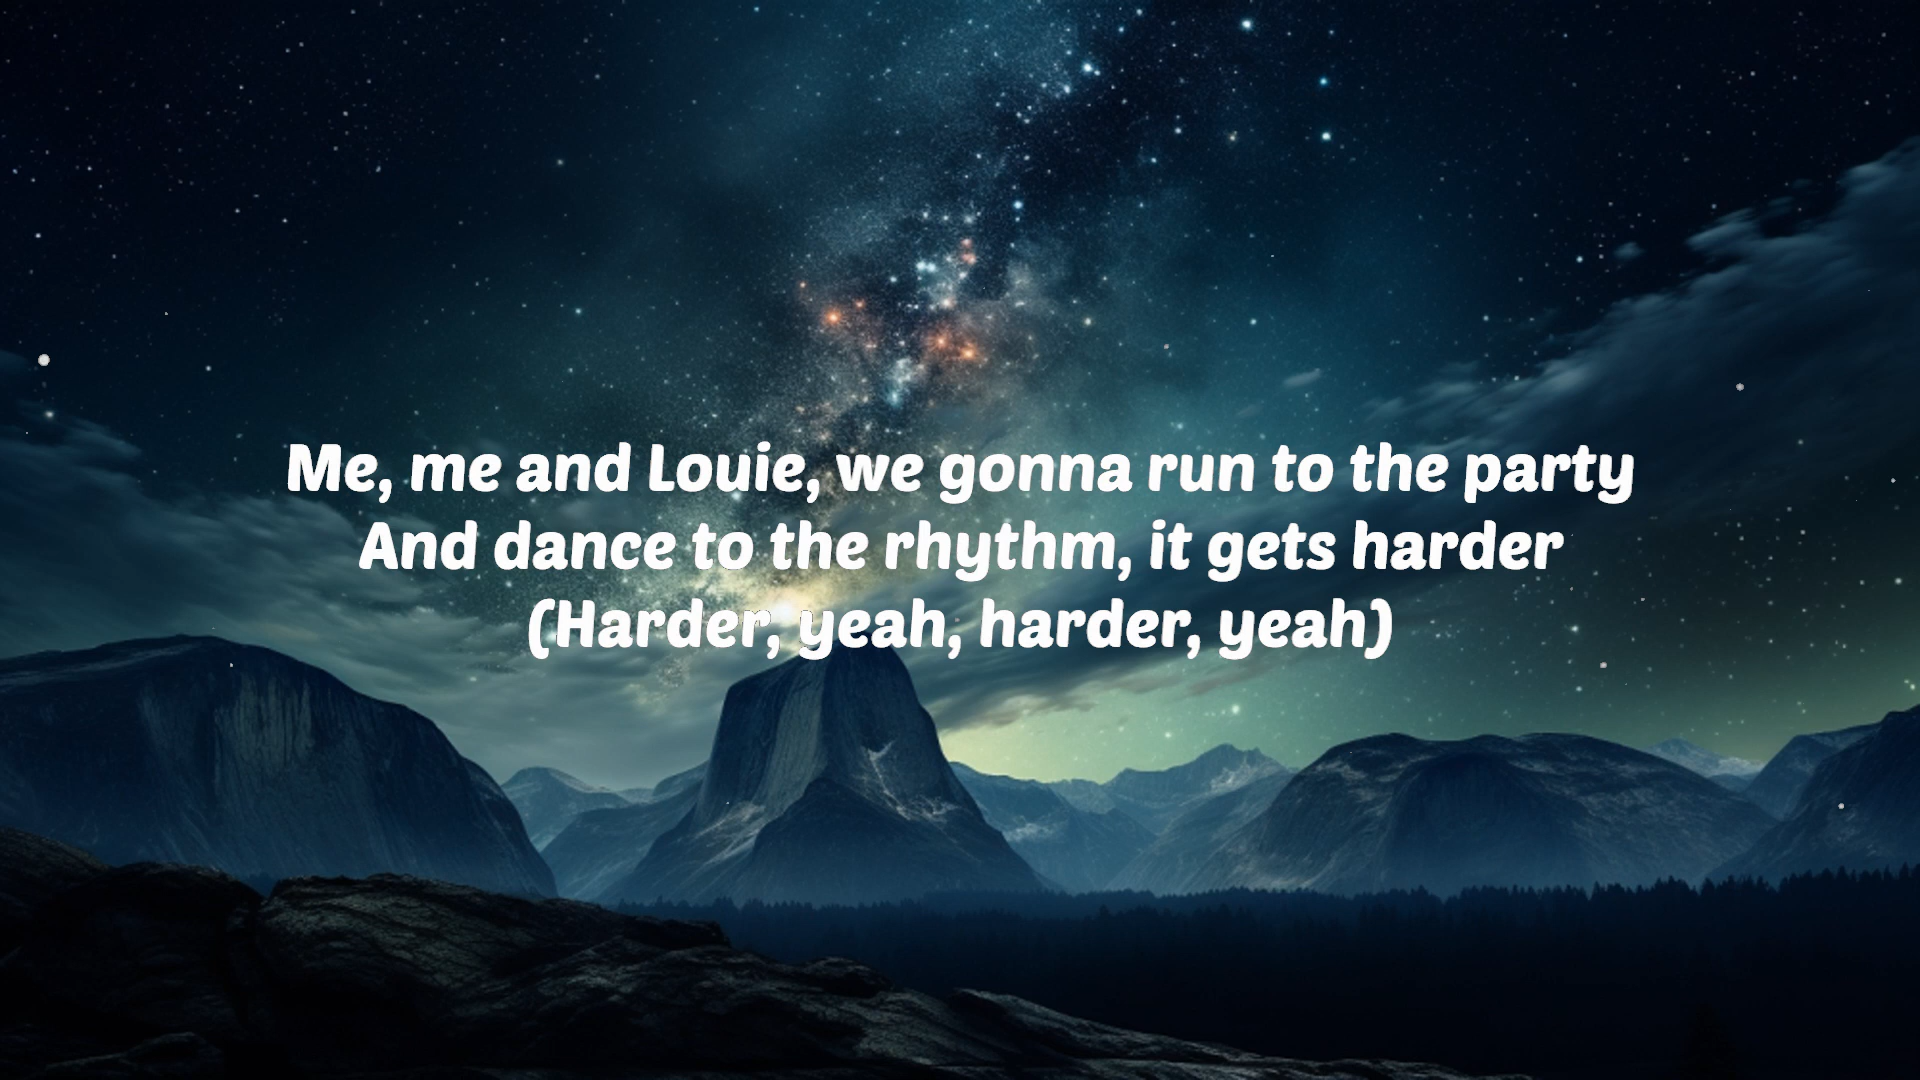 Me, me and Louie, we gonna run to the party
And dance to the rhythm, it gets harder
(Harder, yeah, harder, yeah)